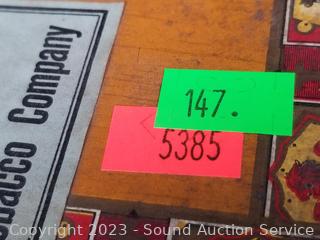 bacco Company
147.
5385
Copyright 2023 - Sound Auction Service